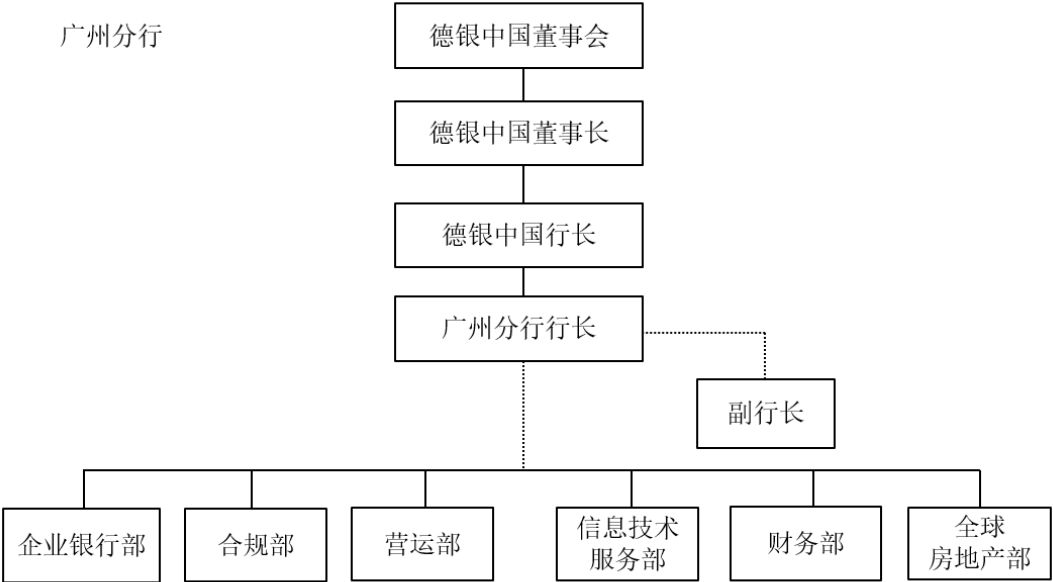 广州分行
德银中国董事会
德银中国董事长
德银中国行长
广州分行行长
副行长
企业银行部
合规部
营运部
信息技术
服务部
财务部
全球
房地产部